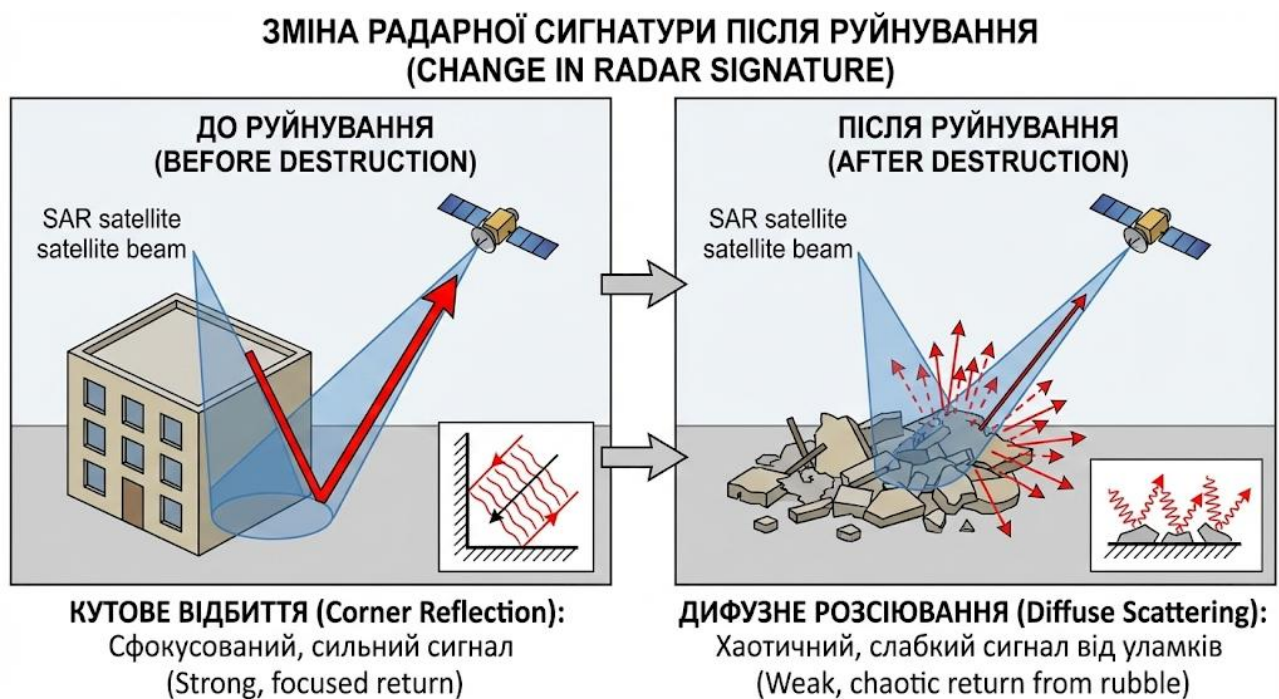 ЗМІНА РАДАРНОЇ СИГНАТУРИ ПІСЛЯ РУЙНУВАННЯ
(CHANGE IN RADAR SIGNATURE)
ДО РУЙНУВАННЯ
(BEFORE DESTRUCTION)
SAR satellite
satellite beam
КУТОВЕ ВІДБИТТЯ (Corner Reflection):
Сфокусований, сильний сигнал
(Strong, focused return)
ПІСЛЯ РУЙНУВАННЯ
(AFTER DESTRUCTION)
SAR satellite
satellite beam
ДИФУЗНЕ РОЗСІЮВАННЯ (Diffuse Scattering):
Хаотичний, слабкий сигнал від уламків
(Weak, chaotic return from rubble)